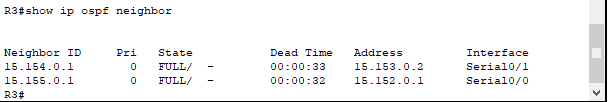 R3#show ip ospf neighbor
Neighbor ID     Pri   State           Dead Time   Address         Interface
15.154.0.1        0   FULL/  -        00:00:33    15.153.0.2      Serial0/1
15.155.0.1        0   FULL/  -        00:00:32    15.152.0.1      Serial0/0
R3#